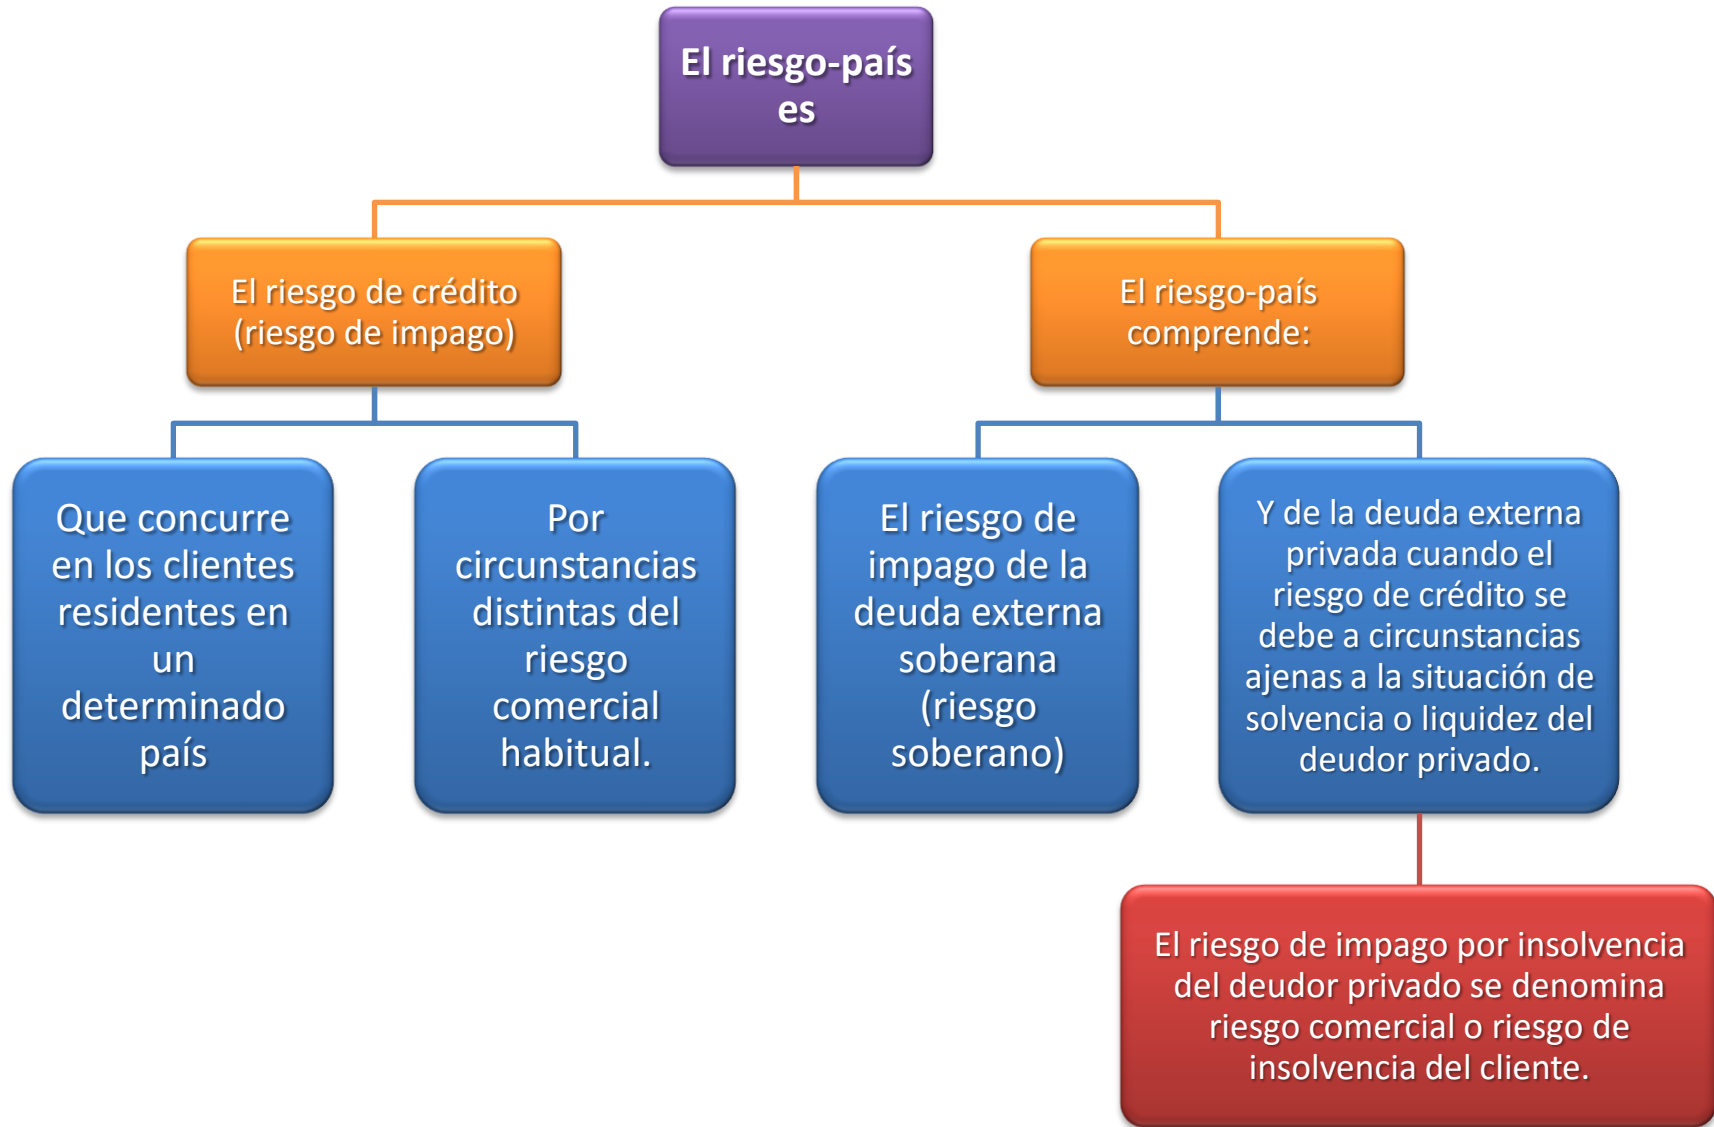 El riesgo-país
es
El riesgo de crédito
(riesgo de impago)
El riesgo-país
comprende:
Que concurre
en los clientes
residentes en
un
determinado
país
Por
circunstancias
distintas del
riesgo
comercial
habitual.
El riesgo de
impago de la
deuda externa
soberana
(riesgo
soberano)
Y de la deuda externa
privada cuando el
riesgo de crédito se
debe a circunstancias
ajenas a la situación de
solvencia o liquidez del
deudor privado.
El riesgo de impago por insolvencia
del deudor privado se denomina
riesgo comercial o riesgo de
insolvencia del cliente.